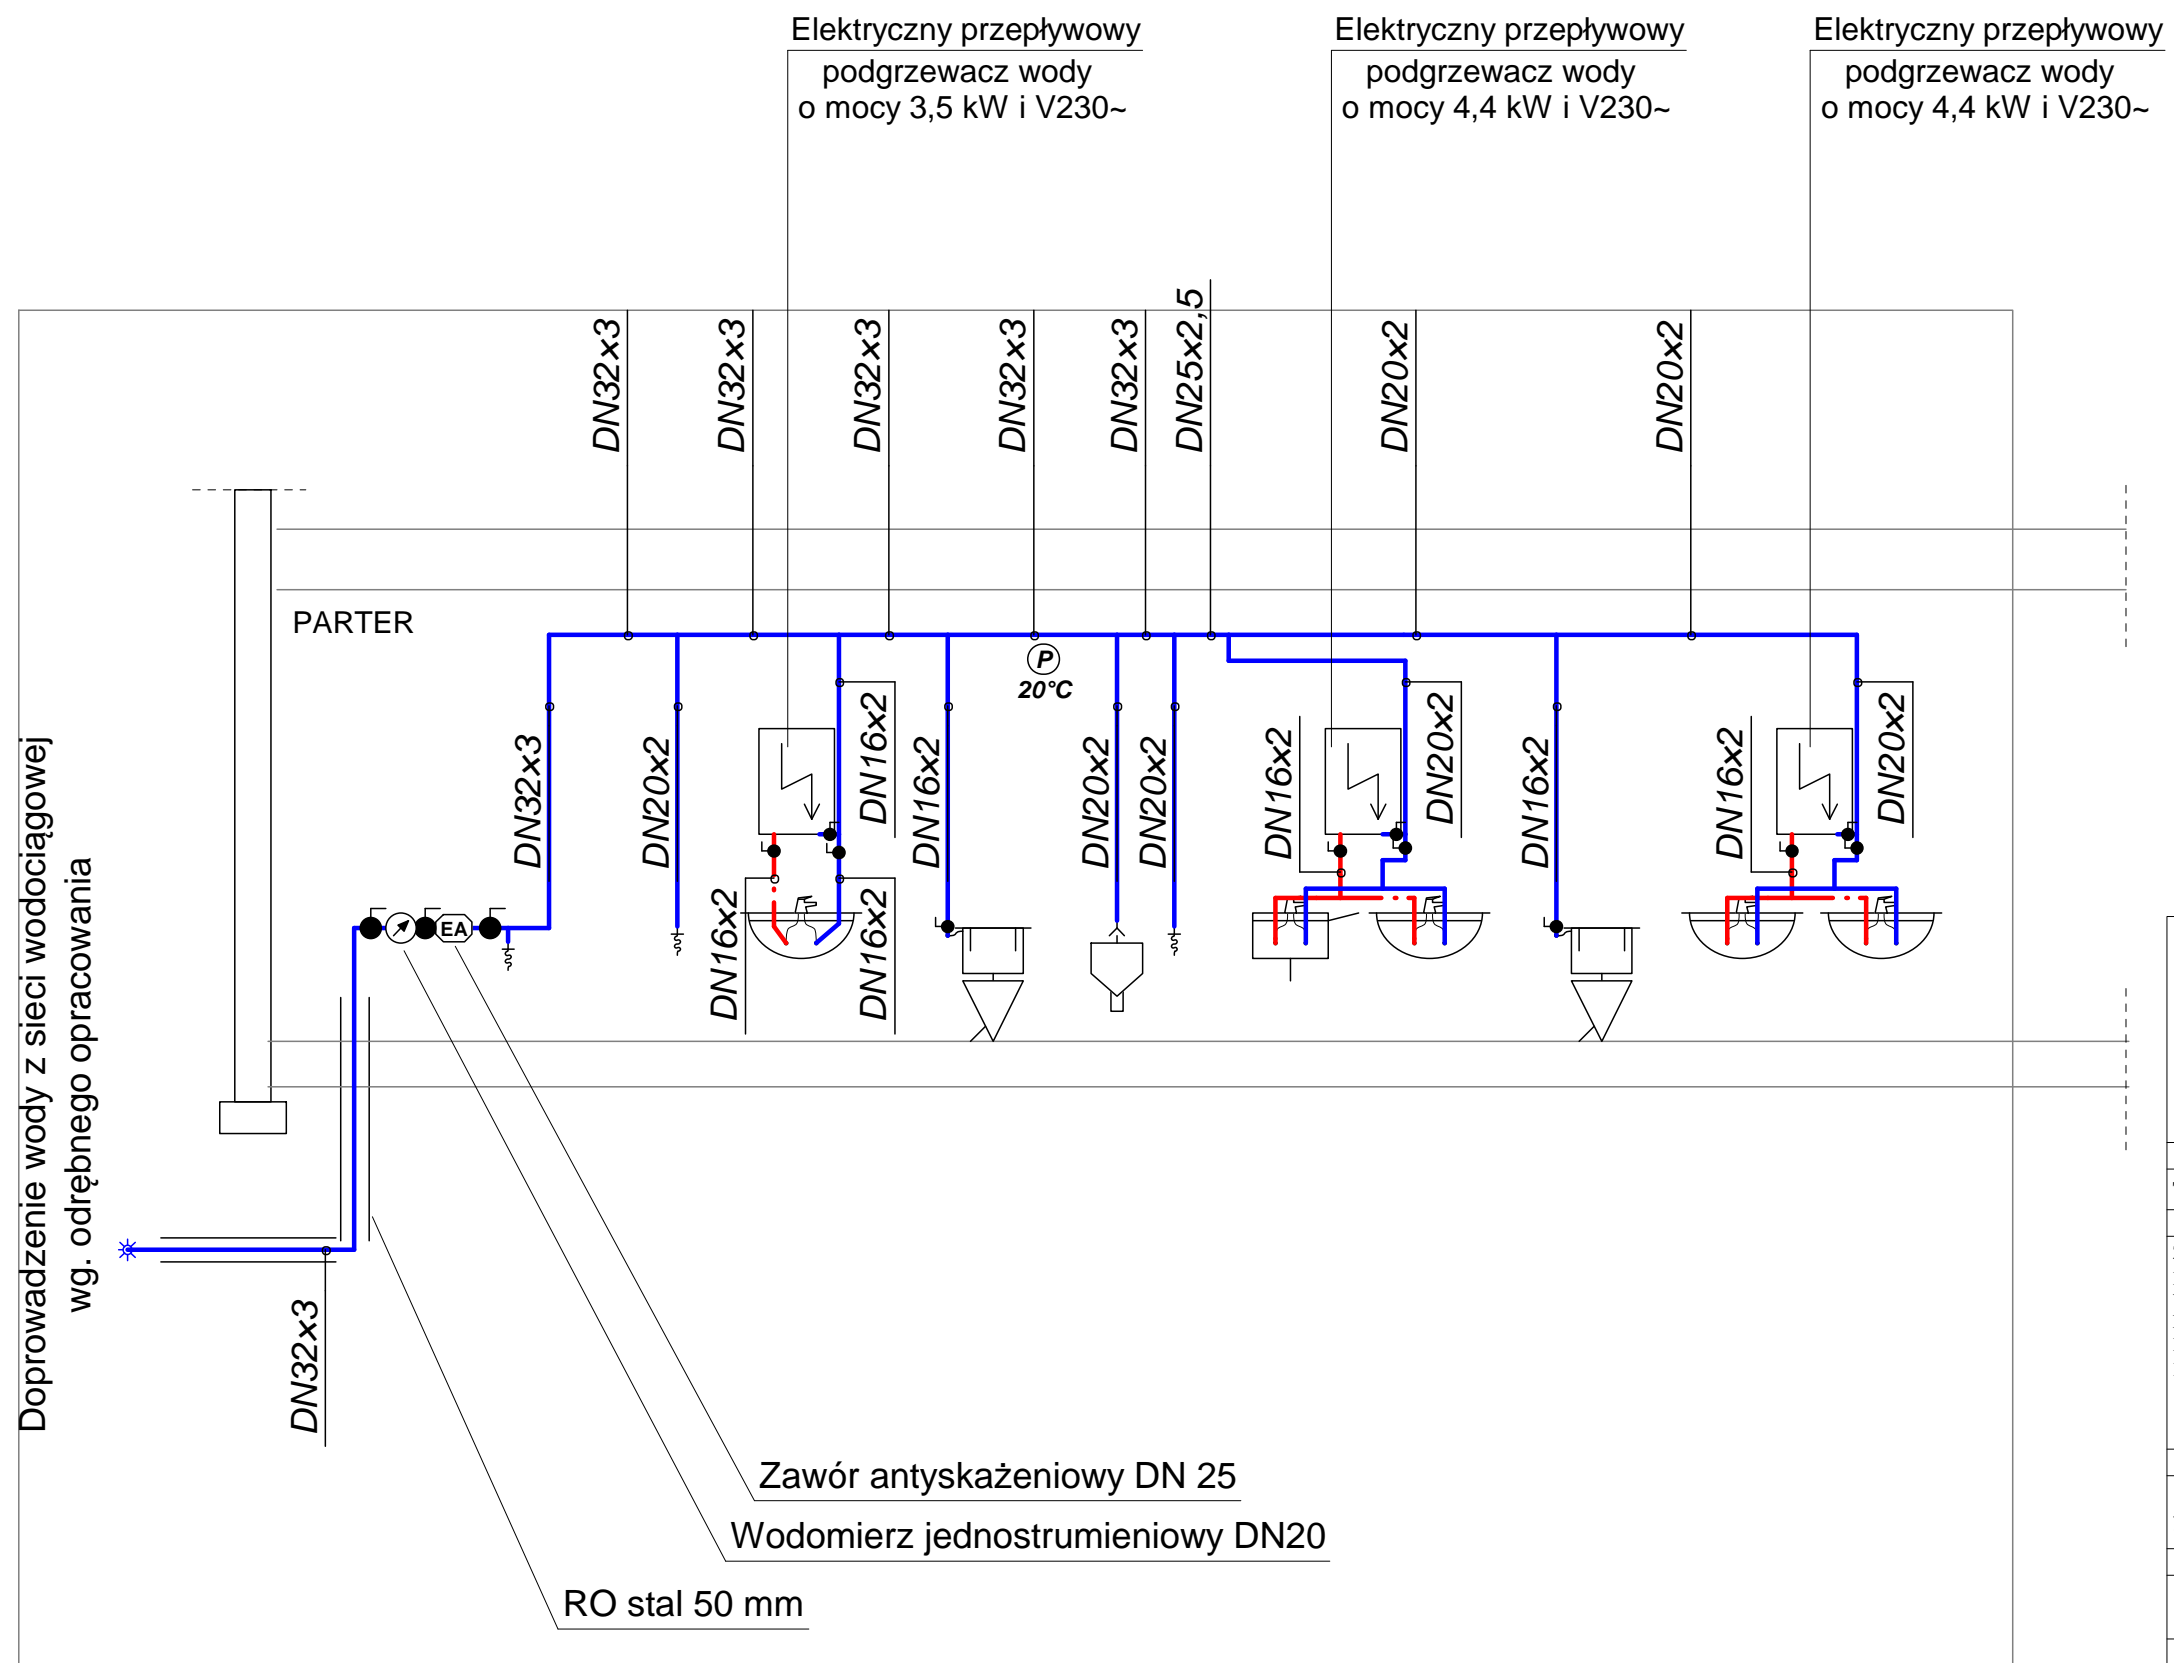 Elektryczny przepływowy
podgrzewacz wody
o mocy 3,5 kW i V230~
Elektryczny przepływowy
podgrzewacz wody
o mocy 4,4 kW i V230~
Elektryczny przepływowy
podgrzewacz wody
o mocy 4,4 kW i V230~
DN32x3
DN32x3
DN32x3
DN32x3
DN32x3
DN25x2,5
DN20x2
DN20x2
PARTER
P
20°C
DN32x3
DN20x2
DN16x2
DN16x2
DN20x2
DN20x2
DN16x2
DN20x2
DN16x2
DN16x2
DN20x2
DN16x2
DN16x2
EA
Doprowadzenie wody z sieci wodociągowej
wg. odrębnego opracowania
DN32x3
Zawór antyskażeniowy DN 25
Wodomierz jednostrumieniowy DN20
RO stal 50 mm